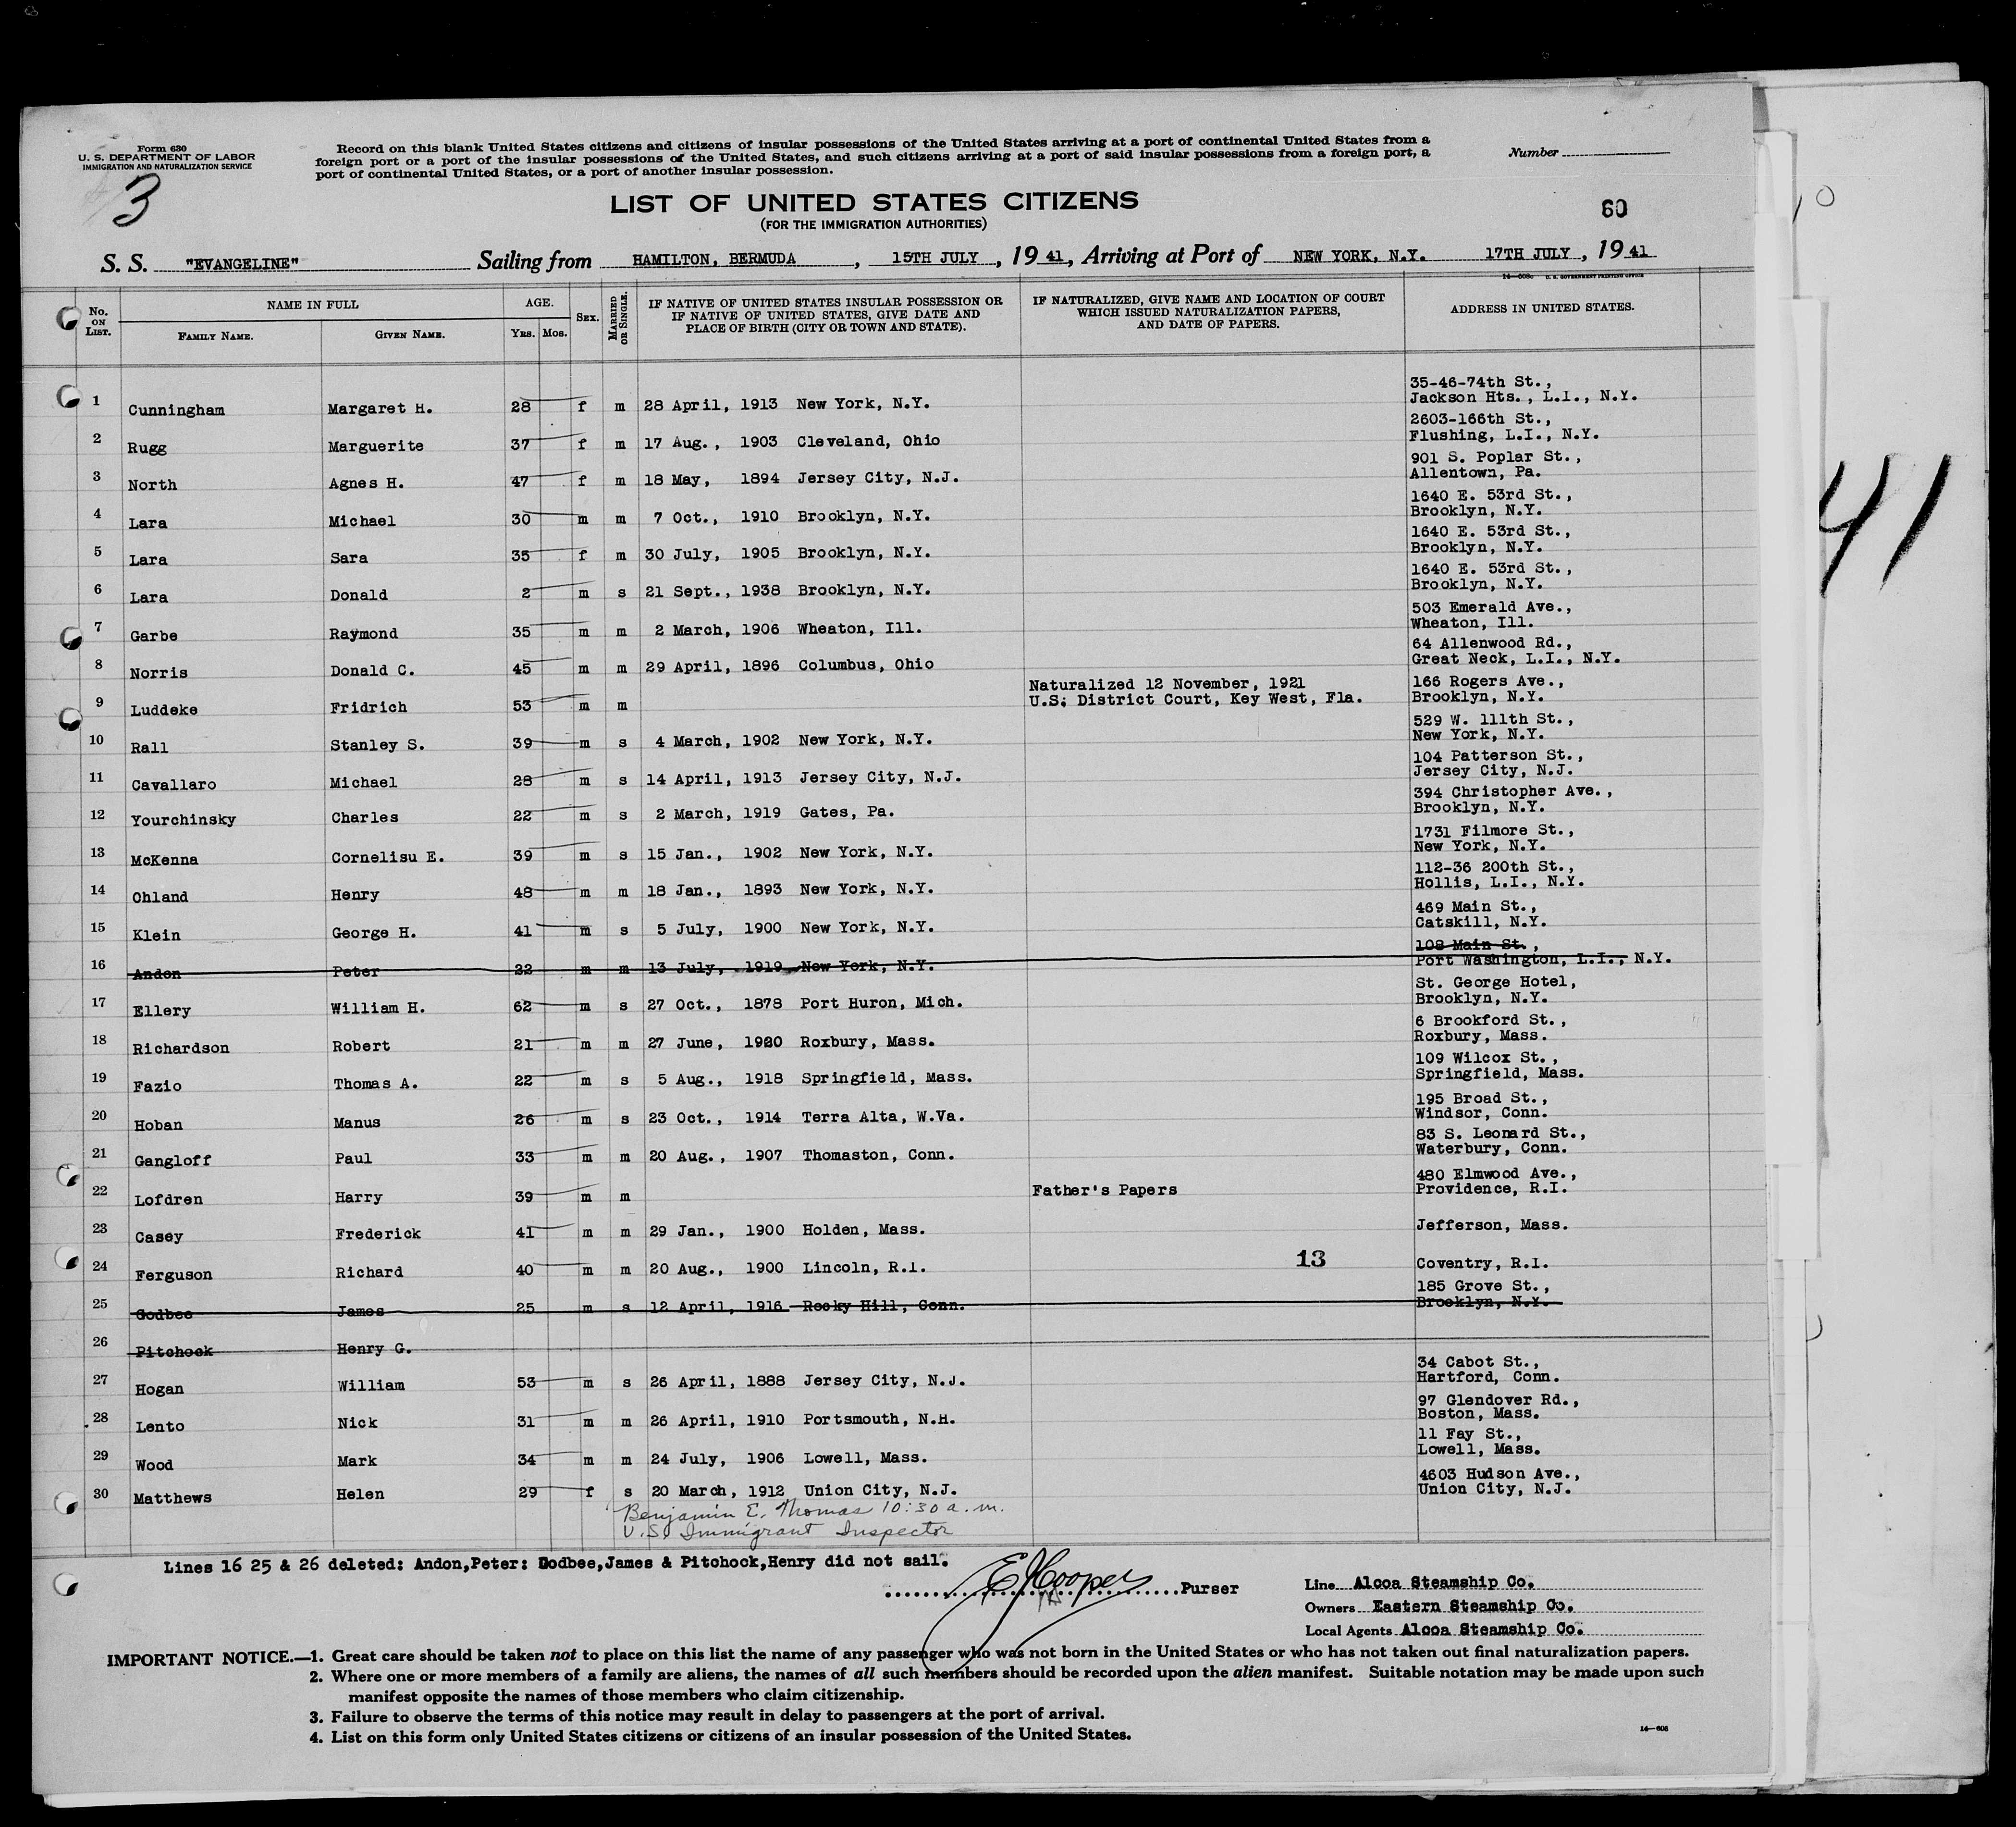 Form 630
U. S. DEPARTMENT OF LABOR
IMMIGRATION AND NATURALIZATION SERVICE
3
Record on this blank United States citizens and citizens of insular possessions of the United States arriving at a port of continental United States from a
foreign port or a port of the insular possessions of the United States, and such citizens arriving at a port of said insular possessions from a foreign port, a
port of continental United States, or a port of another insular possession.
Number
LIST OF UNITED STATES CITIZENS
(FOR THE IMMIGRATION AUTHORITIES)
60
S. S. "EVANGELINE" Sailing from HAMILTON, BERMUDA, 15TH JULY, 19 41, Arriving at Port of NEW YORK, N.Y. 17TH JULY, 19 41
14—608c U. S. GOVERNMENT PRINTING OFFICE
No. ON LIST. NAME IN FULL FAMILY NAME. GIVEN NAME. AGE. YRS. MOS. SEX. MARRIED OR SINGLE. IF NATIVE OF UNITED STATES INSULAR POSSESSION OR IF NATIVE OF UNITED STATES, GIVE DATE AND PLACE OF BIRTH (CITY OR TOWN AND STATE). IF NATURALIZED, GIVE NAME AND LOCATION OF COURT WHICH ISSUED NATURALIZATION PAPERS, AND DATE OF PAPERS. ADDRESS IN UNITED STATES.
1 Cunningham Margaret H. 28 f m 28 April, 1913 New York, N.Y. 35-46-74th St., Jackson Hts., L.I., N.Y.
2 Rugg Marguerite 37 f m 17 Aug., 1903 Cleveland, Ohio 2603-166th St., Flushing, L.I., N.Y.
3 North Agnes H. 47 f m 18 May, 1894 Jersey City, N.J. 901 S. Poplar St., Allentown, Pa.
4 Lara Michael 30 m m 7 Oct., 1910 Brooklyn, N.Y. 1640 E. 53rd St., Brooklyn, N.Y.
5 Lara Sara 35 f m 30 July, 1905 Brooklyn, N.Y. 1640 E. 53rd St., Brooklyn, N.Y.
6 Lara Donald 2 m s 21 Sept., 1938 Brooklyn, N.Y. 1640 E. 53rd St., Brooklyn, N.Y.
7 Garbe Raymond 35 m m 2 March, 1906 Wheaton, Ill. 503 Emerald Ave., Wheaton, Ill.
8 Norris Donald C. 45 m m 29 April, 1896 Columbus, Ohio 64 Allenwood Rd., Great Neck, L.I., N.Y.
9 Luddeke Fridrich 53 m m Naturalized 12 November, 1921 U.S. District Court, Key West, Fla. 166 Rogers Ave., Brooklyn, N.Y.
10 Rall Stanley S. 39 m s 4 March, 1902 New York, N.Y. 529 W. 111th St., New York, N.Y.
11 Cavallaro Michael 28 m s 14 April, 1913 Jersey City, N.J. 104 Patterson St., Jersey City, N.J.
12 Yourchinsky Charles 22 m s 2 March, 1919 Gates, Pa. 394 Christopher Ave., Brooklyn, N.Y.
13 McKenna Cornelisu E. 39 m s 15 Jan., 1902 New York, N.Y. 1731 Filmore St., New York, N.Y.
14 Ohland Henry 48 m m 18 Jan., 1893 New York, N.Y. 112-36 200th St., Hollis, L.I., N.Y.
15 Klein George H. 41 m s 5 July, 1900 New York, N.Y. 469 Main St., Catskill, N.Y.
16 Andon Peter 22 m m 13 July, 1919 New York, N.Y. 108 Main St., Port Washington, L.I., N.Y.
17 Ellery William H. 62 m s 27 Oct., 1878 Port Huron, Mich. St. George Hotel, Brooklyn, N.Y.
18 Richardson Robert 21 m m 27 June, 1920 Roxbury, Mass. 6 Brookford St., Roxbury, Mass.
19 Fazio Thomas A. 22 m s 5 Aug., 1918 Springfield, Mass. 109 Wilcox St., Springfield, Mass.
20 Hoban Manus 26 m s 23 Oct., 1914 Terra Alta, W.Va. 195 Broad St., Windsor, Conn.
21 Gangloff Paul 33 m m 20 Aug., 1907 Thomaston, Conn. 83 S. Leonard St., Waterbury, Conn.
22 Lofdren Harry 39 m m Father's Papers 480 Elmwood Ave., Providence, R.I.
23 Casey Frederick 41 m m 29 Jan., 1900 Holden, Mass. Jefferson, Mass.
24 Ferguson Richard 40 m m 20 Aug., 1900 Lincoln, R.I. 13 Coventry, R.I.
25 Godbee James 25 m s 12 April, 1916 Rocky Hill, Conn. 185 Grove St., Brooklyn, N.Y.
26 Pitchock Henry G.
27 Hogan William 53 m s 26 April, 1888 Jersey City, N.J. 34 Cabot St., Hartford, Conn.
28 Lento Nick 31 m m 26 April, 1910 Portsmouth, N.H. 97 Glendover Rd., Boston, Mass.
29 Wood Mark 34 m m 24 July, 1906 Lowell, Mass. 11 Fay St., Lowell, Mass.
30 Matthews Helen 29 f s 20 March, 1912 Union City, N.J. 4603 Hudson Ave., Union City, N.J.
Benjamin E. Thomas 10:30 a.m.
U.S. Immigrant Inspector
Lines 16 25 & 26 deleted: Andon,Peter: Dodbee,James & Pitchock,Henry did not sail.
E Cooper Purser
Line Alcoa Steamship Co.
Owners Eastern Steamship Co.
Local Agents Alcoa Steamship Co.
IMPORTANT NOTICE.—1. Great care should be taken not to place on this list the name of any passenger who was not born in the United States or who has not taken out final naturalization papers.
2. Where one or more members of a family are aliens, the names of all such members should be recorded upon the alien manifest. Suitable notation may be made upon such
manifest opposite the names of those members who claim citizenship.
3. Failure to observe the terms of this notice may result in delay to passengers at the port of arrival.
4. List on this form only United States citizens or citizens of an insular possession of the United States.
14—606
41